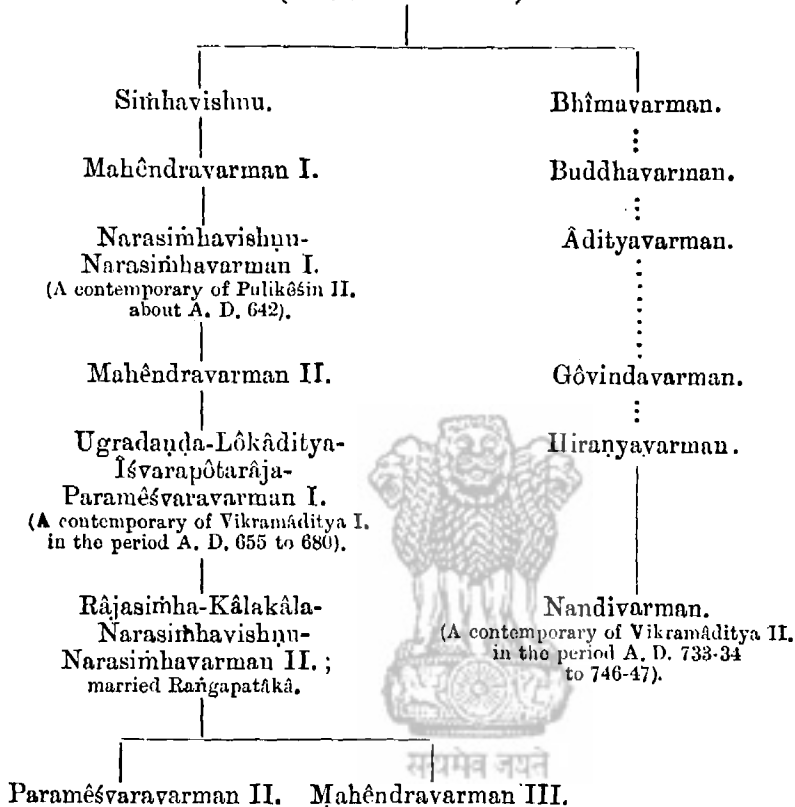 Siṁhavishṇu. Bhîmavarman.
Mahêndravarman I. Buddhavarman.
Narasiṁhavishṇu- Âdityavarman.
Narasiṁhavarman I.
(A contemporary of Pulikêśin II.
about A. D. 642).
Mahêndravarman II. Gôvindavarman.
Ugradaṇḍa-Lôkâditya- Hiraṇyavarman.
Îśvarapôtarâja-
Paramêśvaravarman I.
(A contemporary of Vikramâditya I.
in the period A. D. 655 to 680).
Râjasiṁha-Kâlakâla- Nandivarman.
Narasiṁhavishṇu- (A contemporary of Vikramâditya II.
Narasiṁhavarman II.; in the period A. D. 733-34
married Raṅgapatâkâ. to 746-47).
सत्यमेव जयते
Paramêśvaravarman II. Mahêndravarman III.